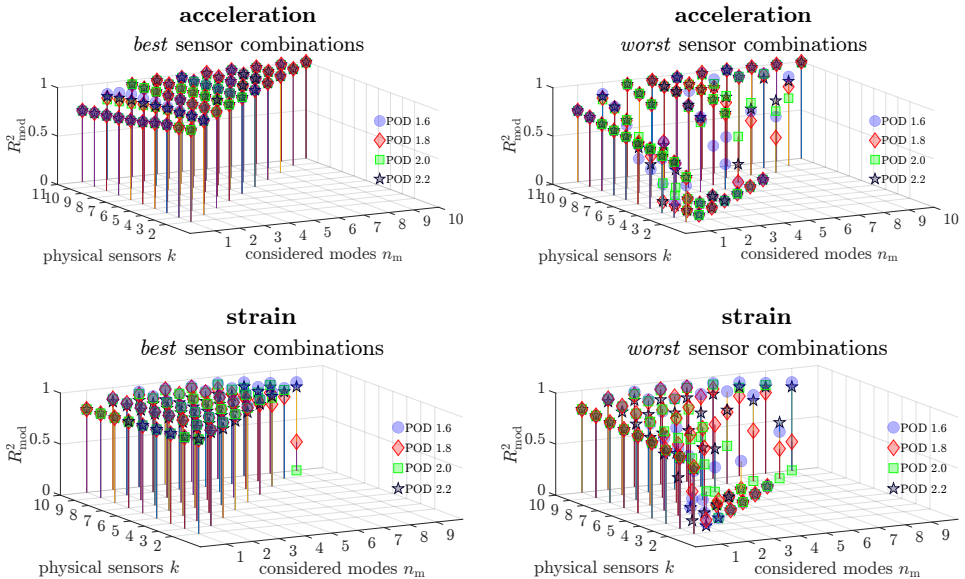 acceleration
best sensor combinations
1
0.5
0
R²mod
11
10
9
8
7
6
5
4
3
2
physical sensors k
1
2
3
4
5
6
7
8
9
10
considered modes nm
POD 1.6
POD 1.8
POD 2.0
POD 2.2
acceleration
worst sensor combinations
1
0.5
0
R²mod
11
10
9
8
7
6
5
4
3
2
physical sensors k
1
2
3
4
5
6
7
8
9
10
considered modes nm
POD 1.6
POD 1.8
POD 2.0
POD 2.2
strain
best sensor combinations
1
0.5
0
R²mod
10
9
8
7
6
5
4
3
2
physical sensors k
1
2
3
4
5
6
7
8
9
considered modes nm
POD 1.6
POD 1.8
POD 2.0
POD 2.2
strain
worst sensor combinations
1
0.5
0
R²mod
10
9
8
7
6
5
4
3
2
physical sensors k
1
2
3
4
5
6
7
8
9
considered modes nm
POD 1.6
POD 1.8
POD 2.0
POD 2.2